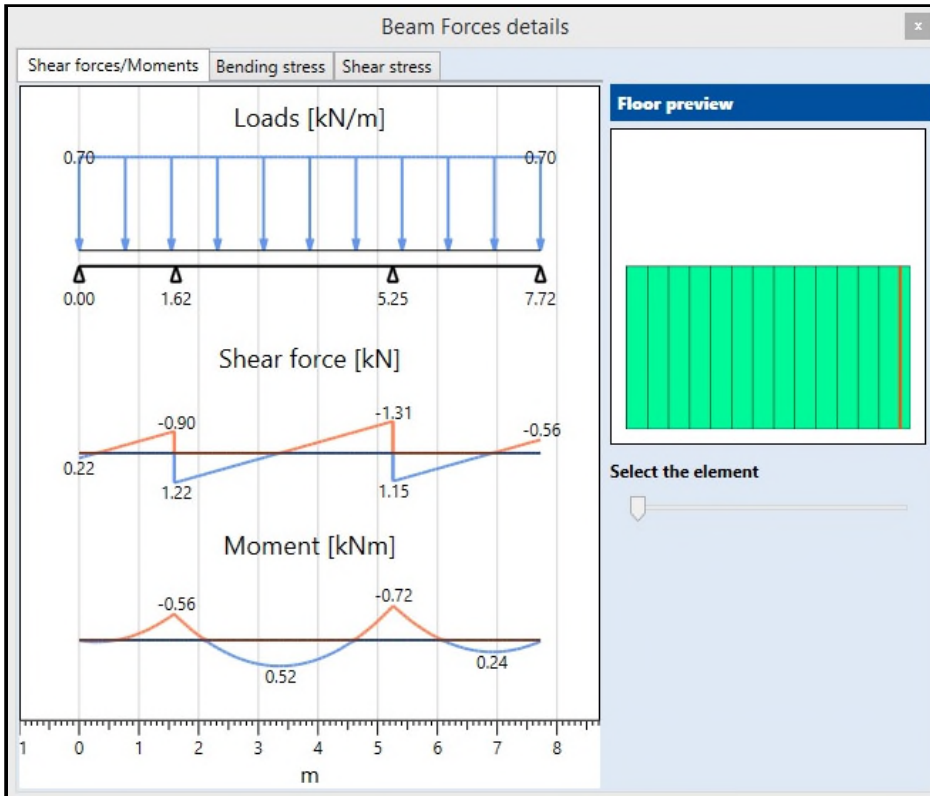 Beam Forces details
x
Shear forces/Moments Bending stress Shear stress
Floor preview
Loads [kN/m]
0.70 0.70
0.00 1.62 5.25 7.72
Shear force [kN]
-0.90 -1.31 -0.56
0.22 1.22 1.15
Select the element
Moment [kNm]
-0.56 -0.72
0.52 0.24
1 0 1 2 3 4 5 6 7 8
m